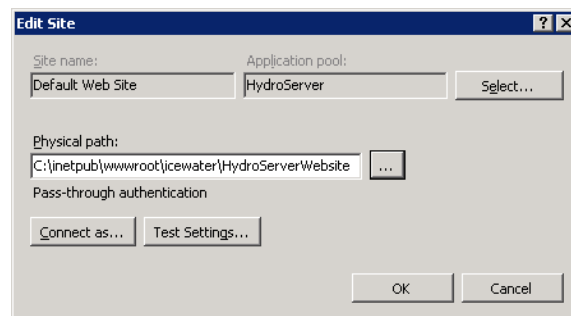 Edit Site
Site name: Application pool:
Default Web Site HydroServer Select...
Physical path:
C:\inetpub\wwwroot\icewater\HydroServerWebsite ...
Pass-through authentication
Connect as... Test Settings...
OK Cancel